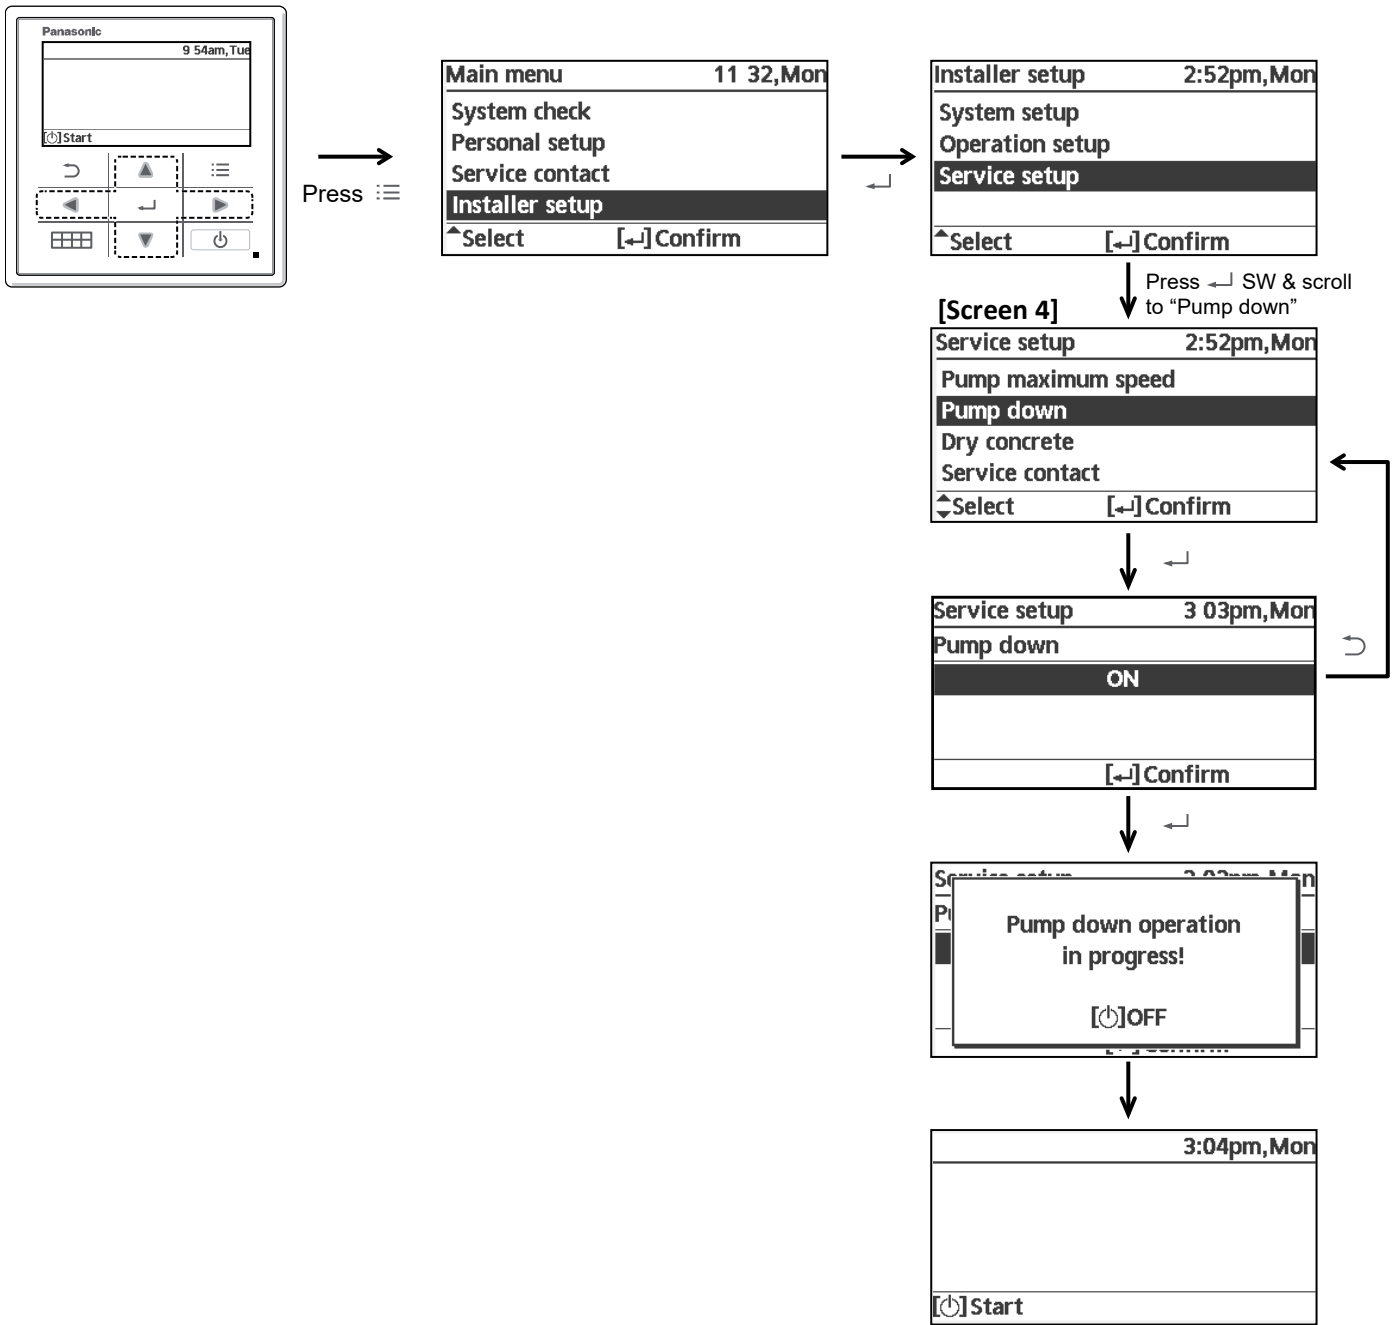 Panasonic
9 54am,Tue
[⏻]Start
Press
Main menu 11 32,Mon
System check
Personal setup
Service contact
Installer setup
Select [↵]Confirm
Installer setup 2:52pm,Mon
System setup
Operation setup
Service setup
Select [↵]Confirm
Press ↵ SW & scroll
to “Pump down”
[Screen 4]
Service setup 2:52pm,Mon
Pump maximum speed
Pump down
Dry concrete
Service contact
Select [↵]Confirm
Service setup 3 03pm,Mon
Pump down
ON
[↵]Confirm
Pump down operation
in progress!
[⏻]OFF
3:04pm,Mon
[⏻]Start